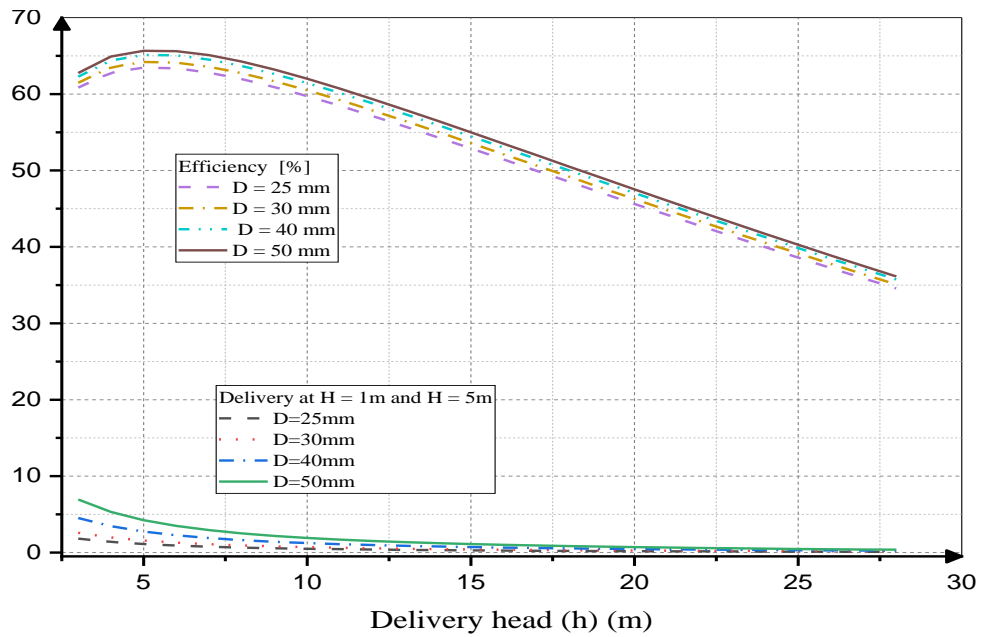 70
60
50
40
30
20
10
0
Efficiency [%]
D = 25 mm
D = 30 mm
D = 40 mm
D = 50 mm
Delivery at H = 1m and H = 5m
D=25mm
D=30mm
D=40mm
D=50mm
5 10 15 20 25 30
Delivery head (h) (m)